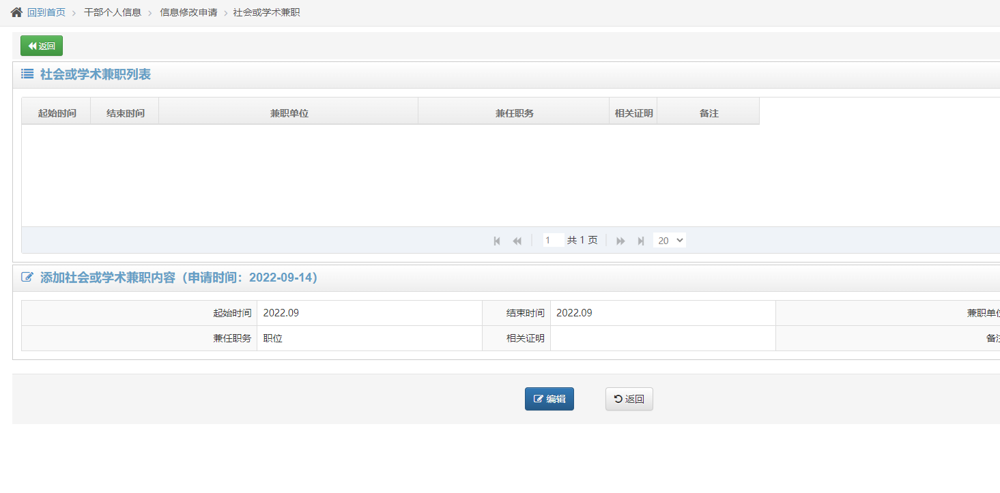 回到首页 > 干部个人信息 > 信息修改申请 > 社会或学术兼职
返回
社会或学术兼职列表
起始时间 结束时间 兼职单位 兼任职务 相关证明 备注
1 共 1 页 20
添加社会或学术兼职内容（申请时间：2022-09-14）
起始时间 2022.09 结束时间 2022.09 兼职单位
兼任职务 职位 相关证明 备注
编辑 返回